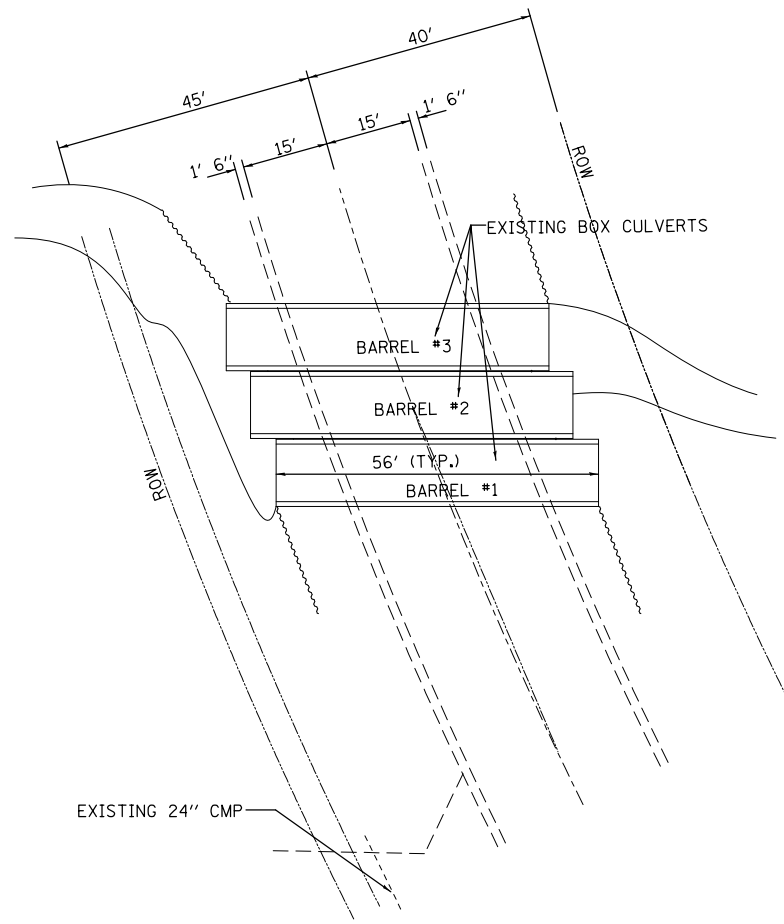 40'
45'
1' 6"
15'
15'
1' 6"
ROW
EXISTING BOX CULVERTS
BARREL #3
BARREL #2
56' (TYP.)
BARREL #1
ROW
EXISTING 24" CMP